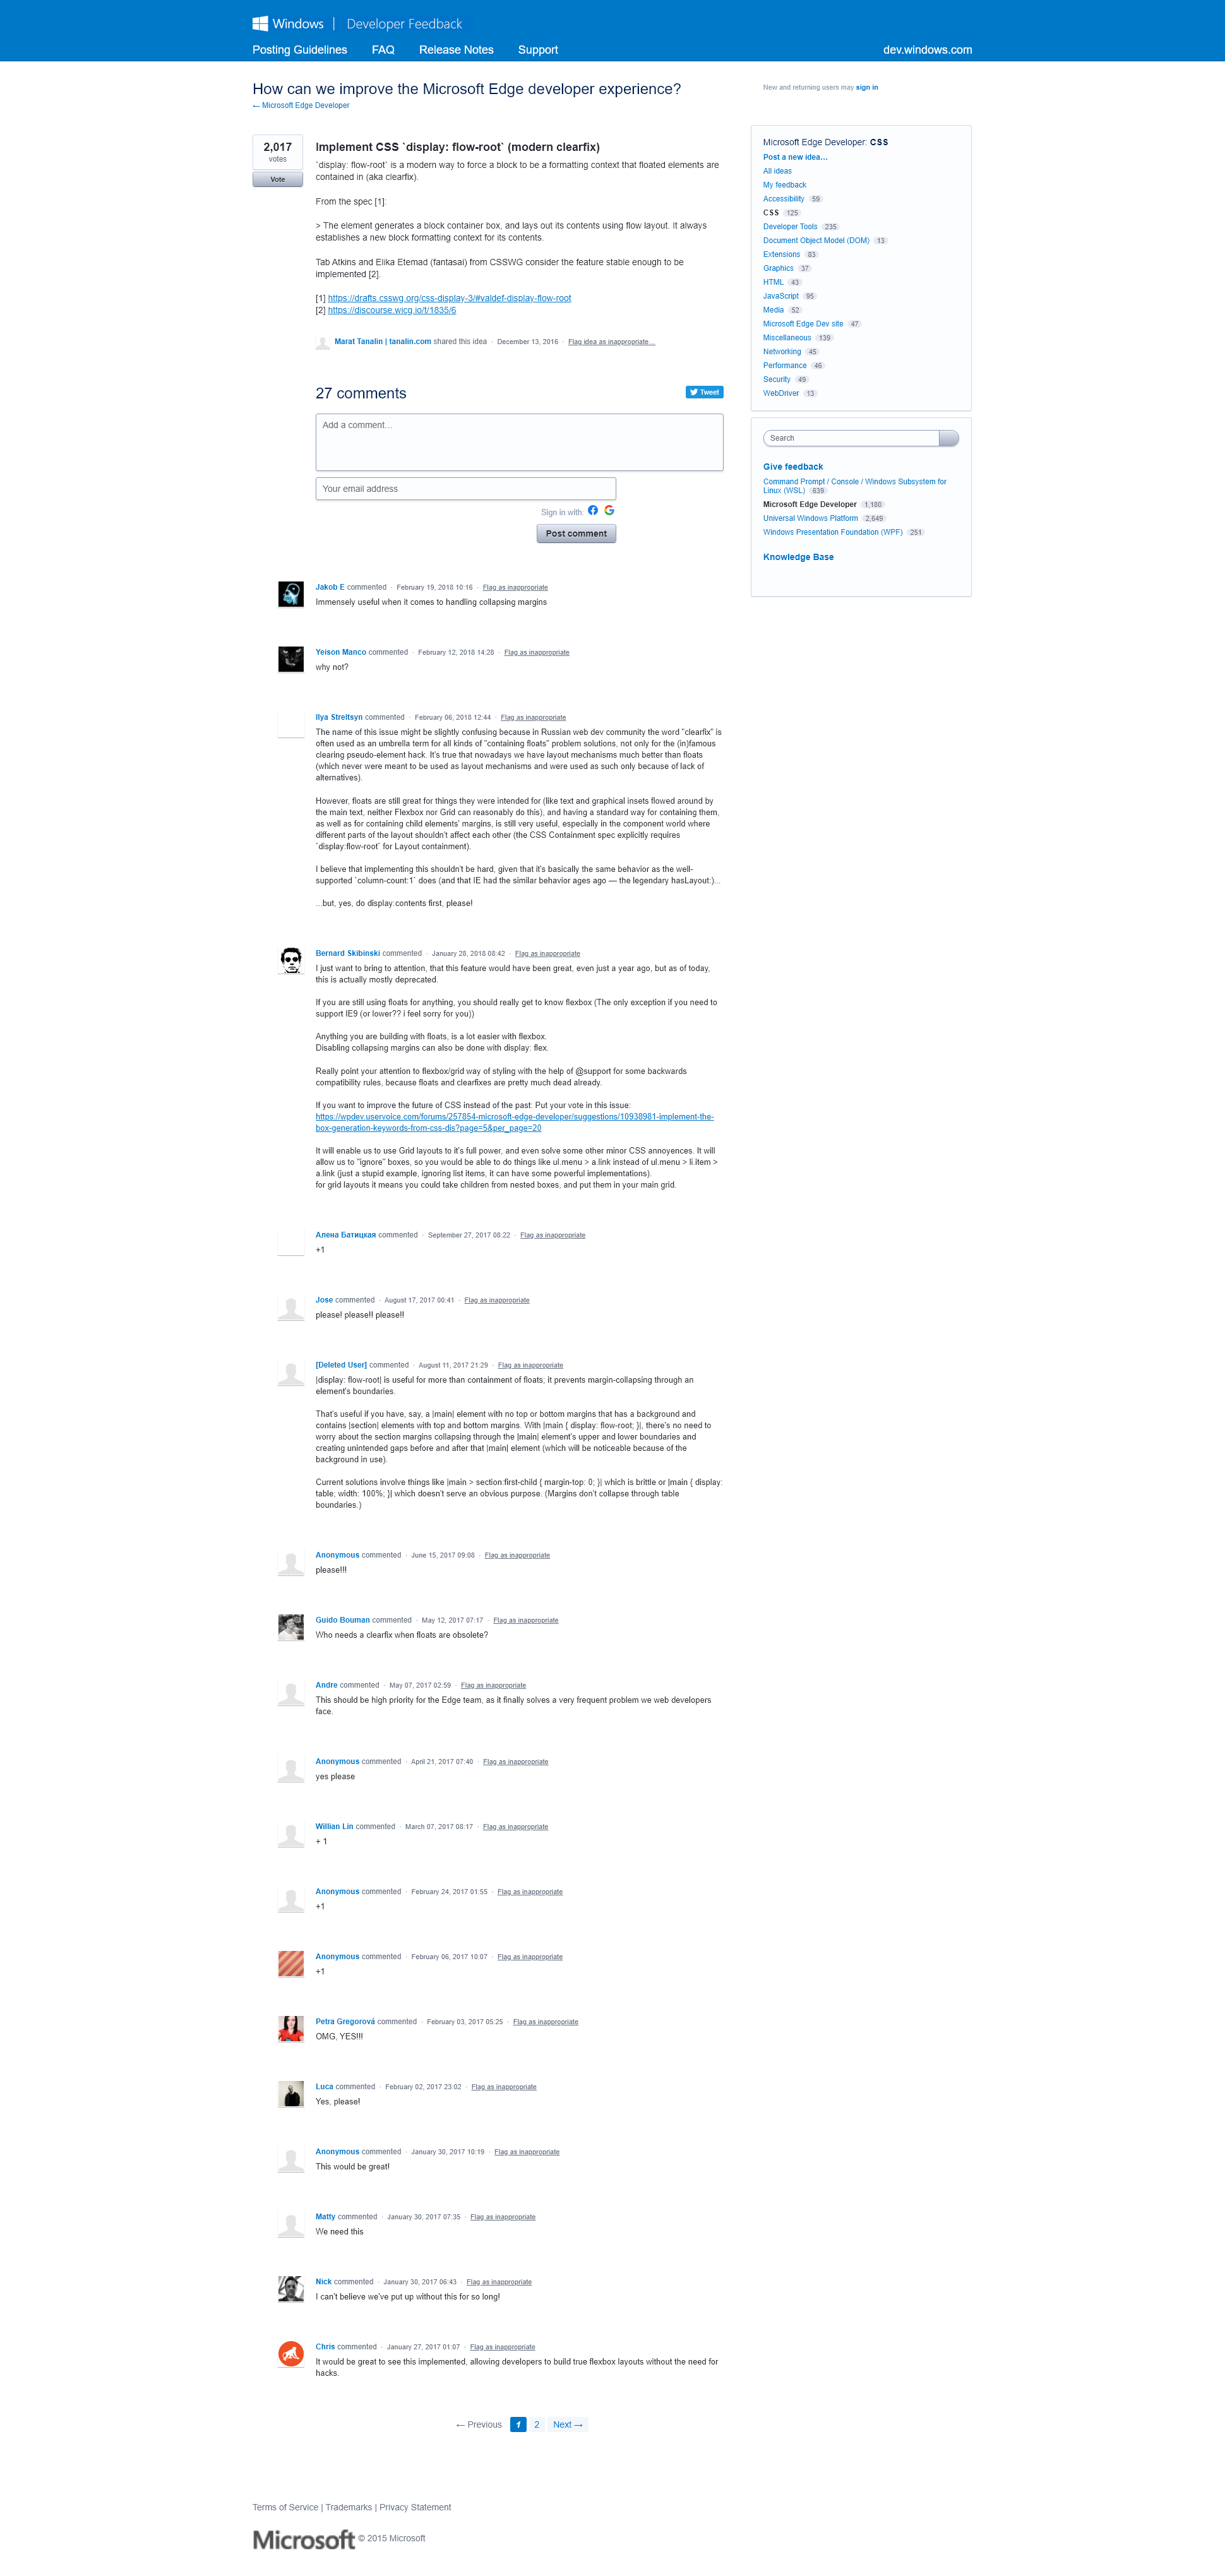 Windows | Developer Feedback
Posting Guidelines FAQ Release Notes Support dev.windows.com
How can we improve the Microsoft Edge developer experience?
← Microsoft Edge Developer
New and returning users may sign in
2,017
votes
Vote
Implement CSS `display: flow-root` (modern clearfix)
`display: flow-root` is a modern way to force a block to be a formatting context that floated elements are
contained in (aka clearfix).
From the spec [1]:
> The element generates a block container box, and lays out its contents using flow layout. It always
establishes a new block formatting context for its contents.
Tab Atkins and Elika Etemad (fantasai) from CSSWG consider the feature stable enough to be
implemented [2].
[1] https://drafts.csswg.org/css-display-3/#valdef-display-flow-root
[2] https://discourse.wicg.io/t/1835/6
Marat Tanalin | tanalin.com shared this idea · December 13, 2016 · Flag idea as inappropriate…
27 comments
Tweet
Add a comment…
Your email address
Sign in with:
Post comment
Jakob E commented · February 19, 2018 10:16 · Flag as inappropriate
Immensely useful when it comes to handling collapsing margins
Yeison Manco commented · February 12, 2018 14:28 · Flag as inappropriate
why not?
Ilya Streltsyn commented · February 06, 2018 12:44 · Flag as inappropriate
The name of this issue might be slightly confusing because in Russian web dev community the word "clearfix" is
often used as an umbrella term for all kinds of "containing floats" problem solutions, not only for the (in)famous
clearing pseudo-element hack. It's true that nowadays we have layout mechanisms much better than floats
(which never were meant to be used as layout mechanisms and were used as such only because of lack of
alternatives).
However, floats are still great for things they were intended for (like text and graphical insets flowed around by
the main text, neither Flexbox nor Grid can reasonably do this), and having a standard way for containing them,
as well as for containing child elements' margins, is still very useful, especially in the component world where
different parts of the layout shouldn't affect each other (the CSS Containment spec explicitly requires
`display:flow-root` for Layout containment).
I believe that implementing this shouldn't be hard, given that it's basically the same behavior as the well-
supported `column-count:1` does (and that IE had the similar behavior ages ago — the legendary hasLayout:)...
...but, yes, do display:contents first, please!
Bernard Skibinski commented · January 28, 2018 08:42 · Flag as inappropriate
I just want to bring to attention, that this feature would have been great, even just a year ago, but as of today,
this is actually mostly deprecated.
If you are still using floats for anything, you should really get to know flexbox (The only exception if you need to
support IE9 (or lower?? i feel sorry for you))
Anything you are building with floats, is a lot easier with flexbox.
Disabling collapsing margins can also be done with display: flex.
Really point your attention to flexbox/grid way of styling with the help of @support for some backwards
compatibility rules, because floats and clearfixes are pretty much dead already.
If you want to improve the future of CSS instead of the past: Put your vote in this issue:
https://wpdev.uservoice.com/forums/257854-microsoft-edge-developer/suggestions/10938981-implement-the-
box-generation-keywords-from-css-dis?page=5&per_page=20
It will enable us to use Grid layouts to it's full power, and even solve some other minor CSS annoyences. It will
allow us to "ignore" boxes, so you would be able to do things like ul.menu > a.link instead of ul.menu > li.item >
a.link (just a stupid example, ignoring list items, it can have some powerful implementations).
for grid layouts it means you could take children from nested boxes, and put them in your main grid.
Алена Батицкая commented · September 27, 2017 08:22 · Flag as inappropriate
+1
Jose commented · August 17, 2017 00:41 · Flag as inappropriate
please! please!! please!!
[Deleted User] commented · August 11, 2017 21:29 · Flag as inappropriate
|display: flow-root| is useful for more than containment of floats; it prevents margin-collapsing through an
element's boundaries.
That's useful if you have, say, a |main| element with no top or bottom margins that has a background and
contains |section| elements with top and bottom margins. With |main { display: flow-root; }|, there's no need to
worry about the section margins collapsing through the |main| element's upper and lower boundaries and
creating unintended gaps before and after that |main| element (which will be noticeable because of the
background in use).
Current solutions involve things like |main > section:first-child { margin-top: 0; }| which is brittle or |main { display:
table; width: 100%; }| which doesn't serve an obvious purpose. (Margins don't collapse through table
boundaries.)
Anonymous commented · June 15, 2017 09:08 · Flag as inappropriate
please!!!
Guido Bouman commented · May 12, 2017 07:17 · Flag as inappropriate
Who needs a clearfix when floats are obsolete?
Andre commented · May 07, 2017 02:59 · Flag as inappropriate
This should be high priority for the Edge team, as it finally solves a very frequent problem we web developers
face.
Anonymous commented · April 21, 2017 07:40 · Flag as inappropriate
yes please
Willian Lin commented · March 07, 2017 08:17 · Flag as inappropriate
+ 1
Anonymous commented · February 24, 2017 01:55 · Flag as inappropriate
+1
Anonymous commented · February 06, 2017 10:07 · Flag as inappropriate
+1
Petra Gregorová commented · February 03, 2017 05:25 · Flag as inappropriate
OMG, YES!!!
Luca commented · February 02, 2017 23:02 · Flag as inappropriate
Yes, please!
Anonymous commented · January 30, 2017 10:19 · Flag as inappropriate
This would be great!
Matty commented · January 30, 2017 07:35 · Flag as inappropriate
We need this
Nick commented · January 30, 2017 06:43 · Flag as inappropriate
I can't believe we've put up without this for so long!
Chris commented · January 27, 2017 01:07 · Flag as inappropriate
It would be great to see this implemented, allowing developers to build true flexbox layouts without the need for
hacks.
← Previous 1 2 Next →
Microsoft Edge Developer: CSS
Post a new idea…
All ideas
My feedback
Accessibility 59
CSS 125
Developer Tools 235
Document Object Model (DOM) 13
Extensions 83
Graphics 37
HTML 43
JavaScript 95
Media 52
Microsoft Edge Dev site 47
Miscellaneous 139
Networking 45
Performance 46
Security 49
WebDriver 13
Search
Give feedback
Command Prompt / Console / Windows Subsystem for
Linux (WSL) 639
Microsoft Edge Developer 1,180
Universal Windows Platform 2,649
Windows Presentation Foundation (WPF) 251
Knowledge Base
Terms of Service | Trademarks | Privacy Statement
Microsoft © 2015 Microsoft